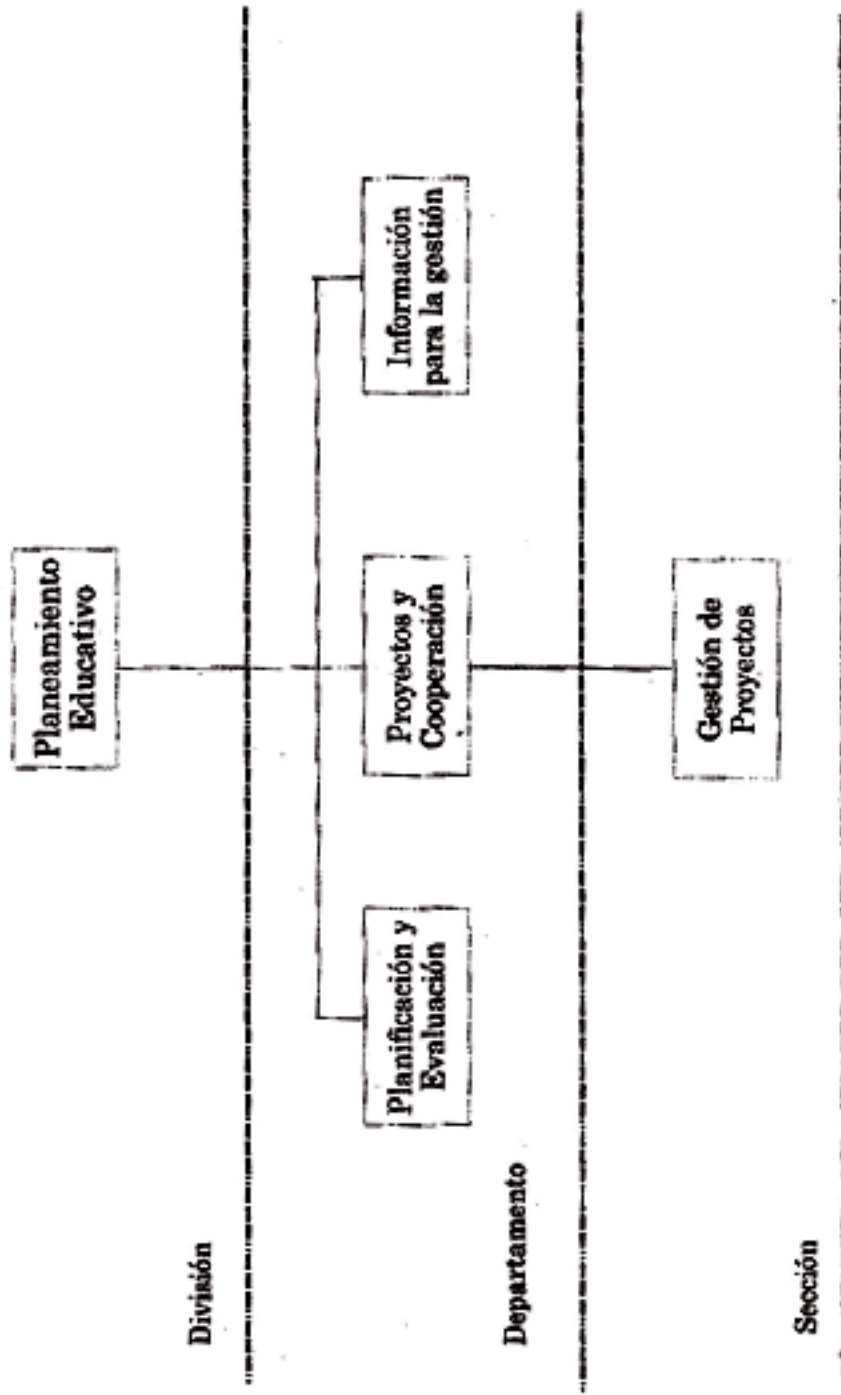 Planeamiento
Educativo
División
Planificación y
Evaluación
Proyectos y
Cooperación
Información
para la gestión
Departamento
Gestión de
Proyectos
Sección